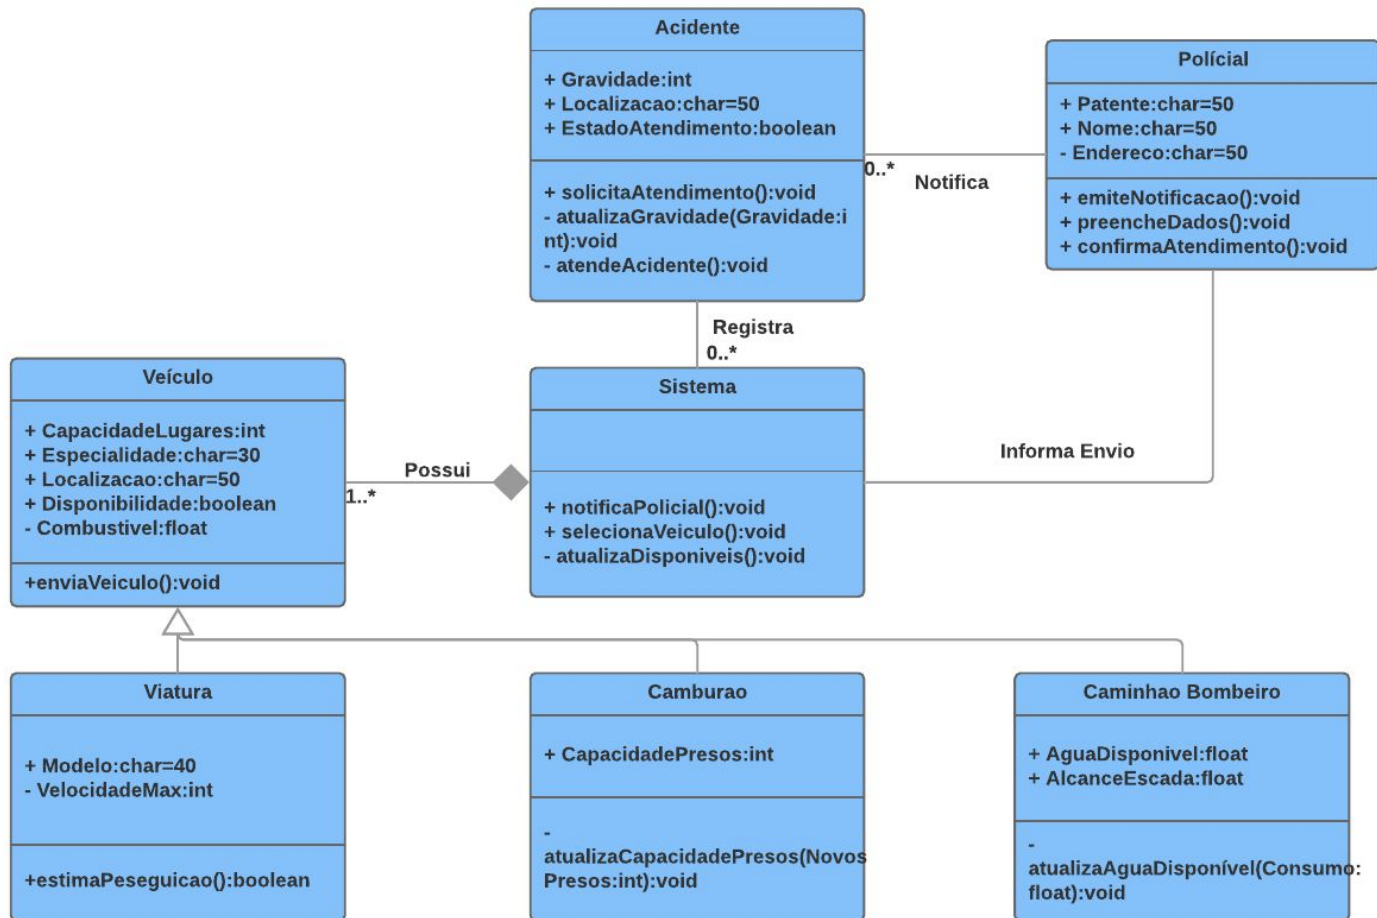 Acidente
+ Gravidade:int
+ Localizacao:char=50
+ EstadoAtendimento:boolean
+ solicitaAtendimento():void
- atualizaGravidade(Gravidade:i
nt):void
- atendeAcidente():void
Polícial
+ Patente:char=50
+ Nome:char=50
- Endereco:char=50
+ emiteNotificacao():void
+ preencheDados():void
+ confirmaAtendimento():void
0..*
Notifica
Registra
0..*
Veículo
+ CapacidadeLugares:int
+ Especialidade:char=30
+ Localizacao:char=50
+ Disponibilidade:boolean
- Combustivel:float
+enviaVeiculo():void
Possui
1..*
Sistema
+ notificaPolicial():void
+ selecionaVeiculo():void
- atualizaDisponiveis():void
Informa Envio
Viatura
+ Modelo:char=40
- VelocidadeMax:int
+estimaPeseguicao():boolean
Camburao
+ CapacidadePresos:int
-
atualizaCapacidadePresos(Novos
Presos:int):void
Caminhao Bombeiro
+ AguaDisponivel:float
+ AlcanceEscada:float
-
atualizaAguaDisponível(Consumo:
float):void